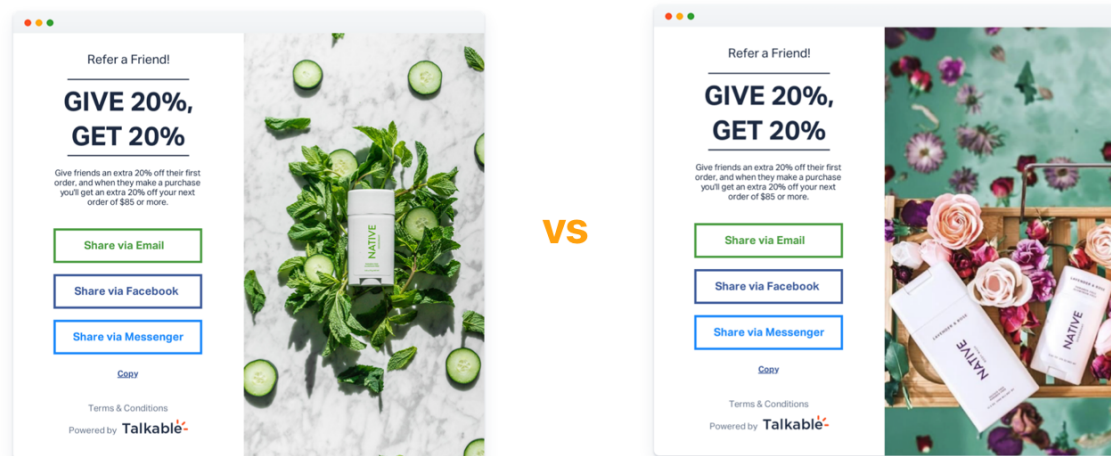 Refer a Friend!
GIVE 20%,
GET 20%
Give friends an extra 20% off their first
order, and when they make a purchase
you'll get an extra 20% off your next
order of $85 or more.
Share via Email
Share via Facebook
Share via Messenger
Copy
Terms & Conditions
Powered by Talkable
NATIVE
vs
Refer a Friend!
GIVE 20%,
GET 20%
Give friends an extra 20% off their first
order, and when they make a purchase
you'll get an extra 20% off your next
order of $85 or more.
Share via Email
Share via Facebook
Share via Messenger
Copy
Terms & Conditions
Powered by Talkable
LAVENDER & ROSE
NATIVE
LAVENDER & ROSE
NATIVE